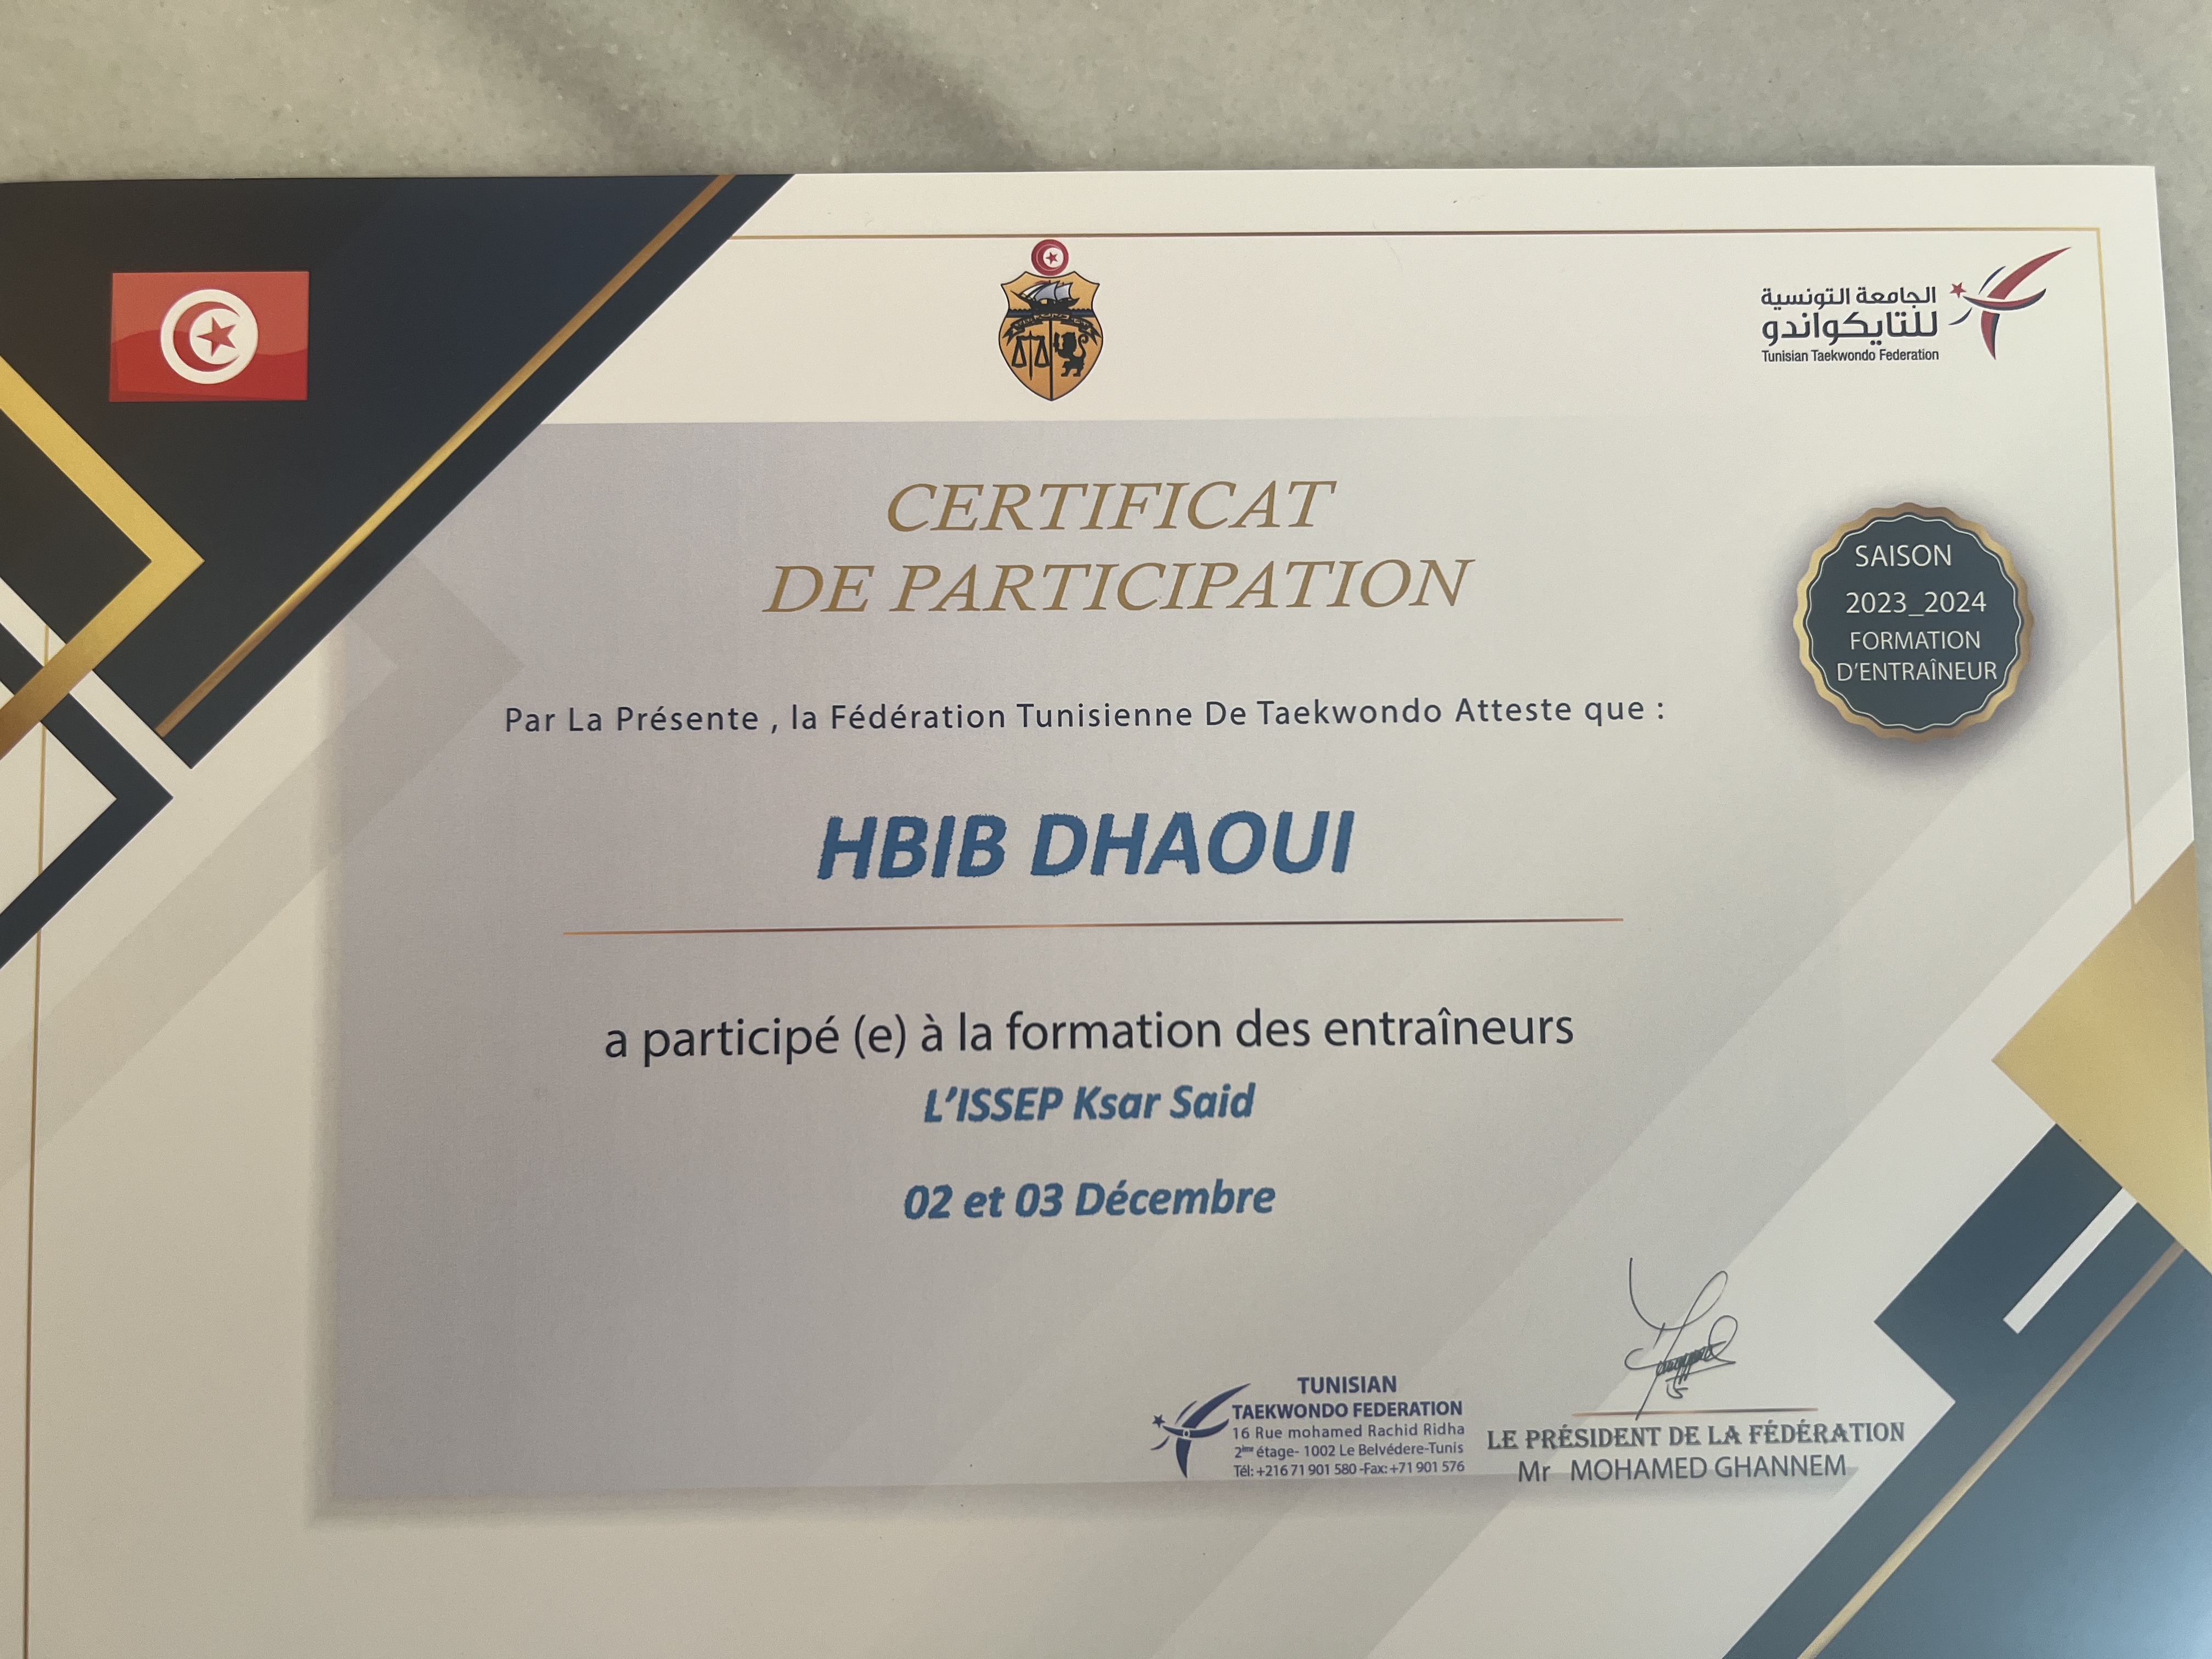 الجامعة التونسية
للتايكواندو
Tunisian Taekwondo Federation
CERTIFICAT
DE PARTICIPATION
SAISON
2023_2024
FORMATION
D'ENTRAÎNEUR
Par La Présente , la Fédération Tunisienne De Taekwondo Atteste que :
HBIB DHAOUI
a participé (e) à la formation des entraîneurs
L'ISSEP Ksar Said
02 et 03 Décembre
TUNISIAN
TAEKWONDO FEDERATION
16 Rue mohamed Rachid Ridha
2ème étage- 1002 Le Belvédere-Tunis
Tél: +216 71 901 580 -Fax: +71 901 576
LE PRÉSIDENT DE LA FÉDÉRATION
Mr MOHAMED GHANNEM